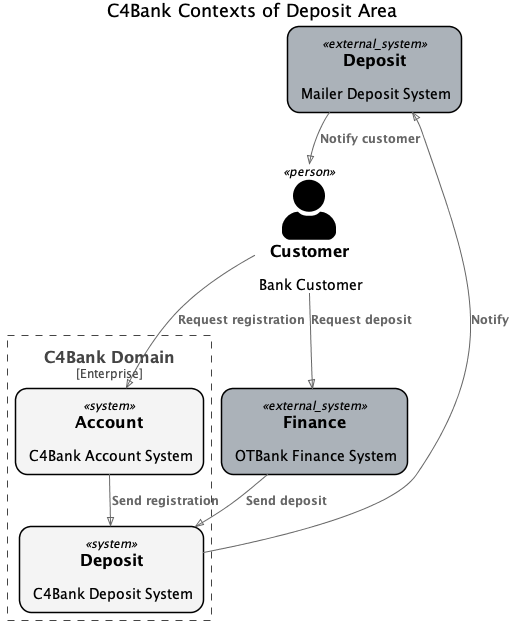 C4Bank Contexts of Deposit Area
«external_system»
Deposit
Mailer Deposit System
Notify customer
«person»
Customer
Bank Customer
Request registration
Request deposit
Notify
C4Bank Domain
[Enterprise]
«system»
Account
C4Bank Account System
«external_system»
Finance
OTBank Finance System
Send registration
Send deposit
«system»
Deposit
C4Bank Deposit System